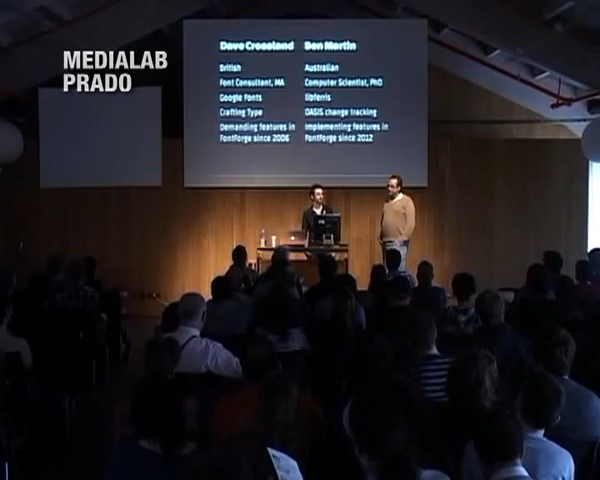 MEDIALAB
PRADO
Dave Crossland
British
Font Consultant, MA
Google Fonts
Crafting Type
Demanding features in
FontForge since 2006
Ben Martin
Australian
Computer Scientist, PhD
libferris
OASIS change tracking
Implementing features in
FontForge since 2012